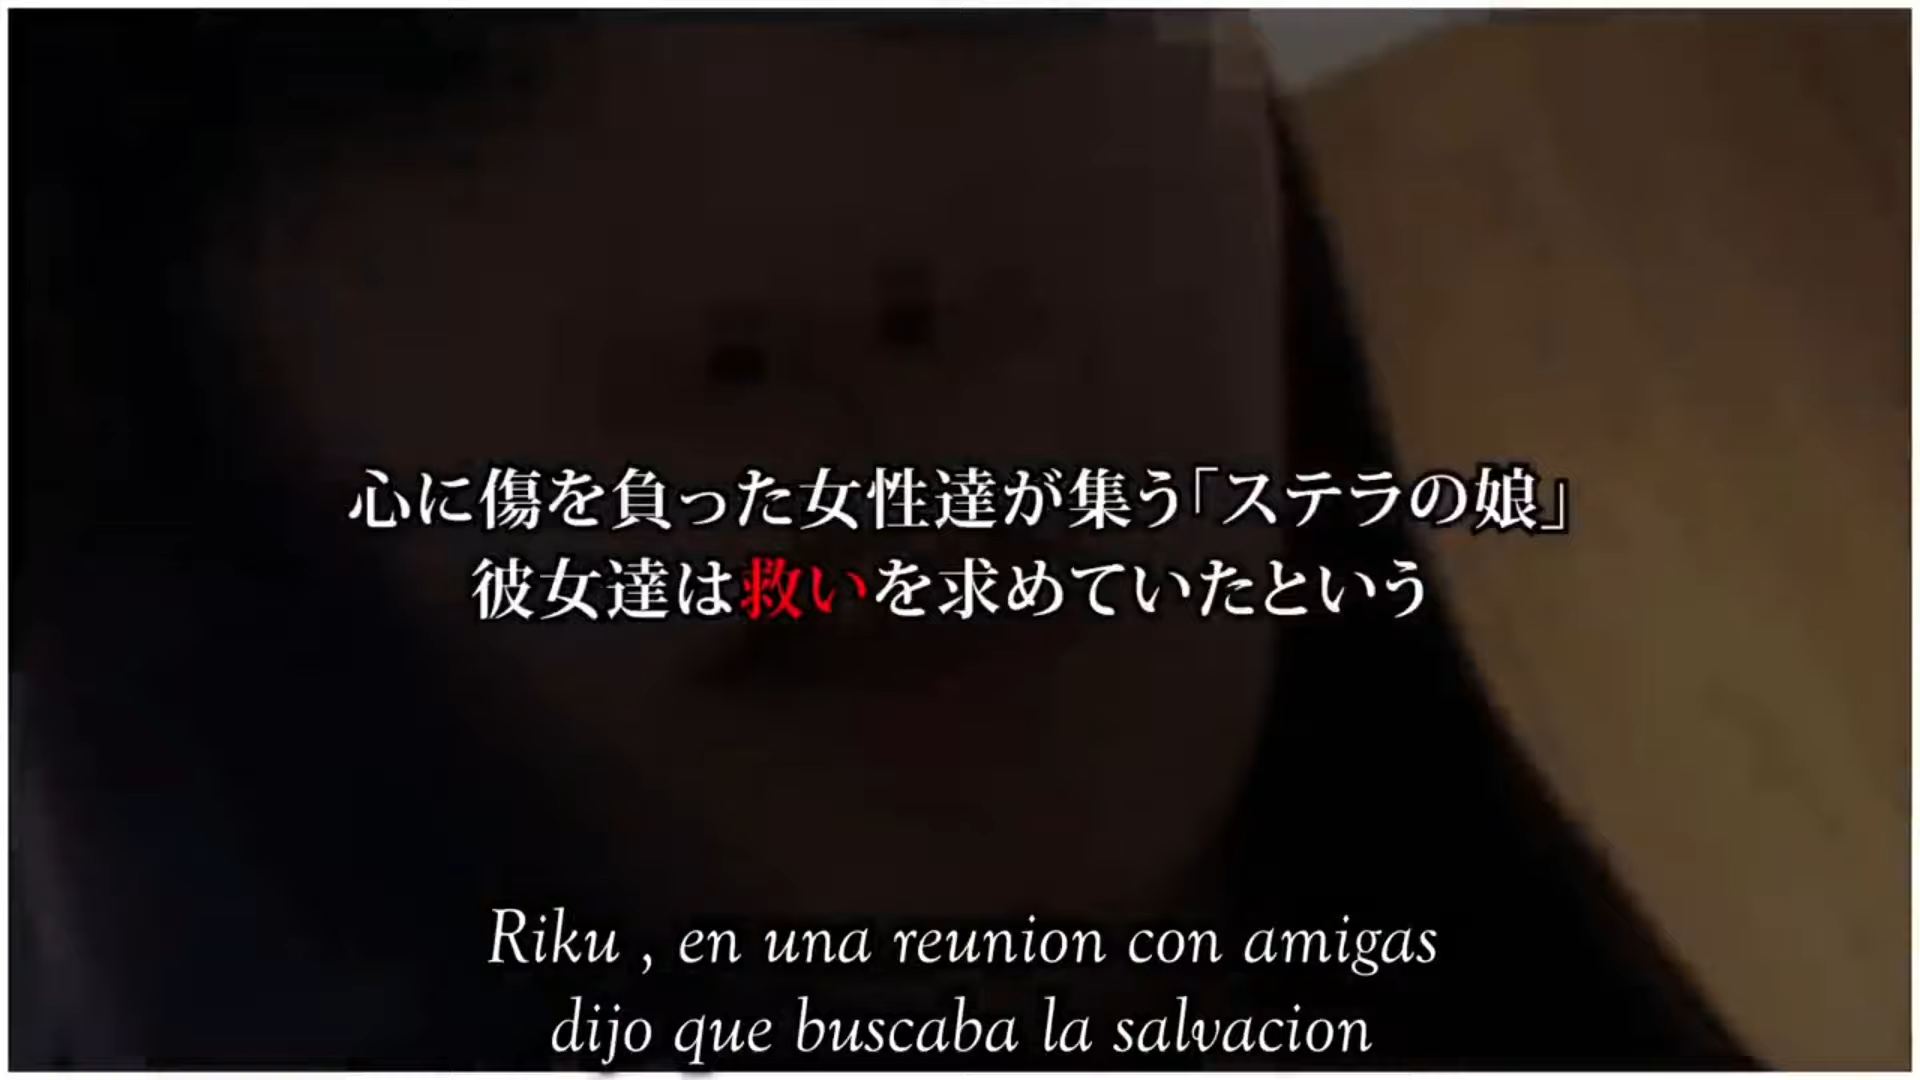 心に傷を負った女性達が集う「ステラの娘」
彼女達は救いを求めていたという
Riku , en una reunion con amigas
dijo que buscaba la salvacion